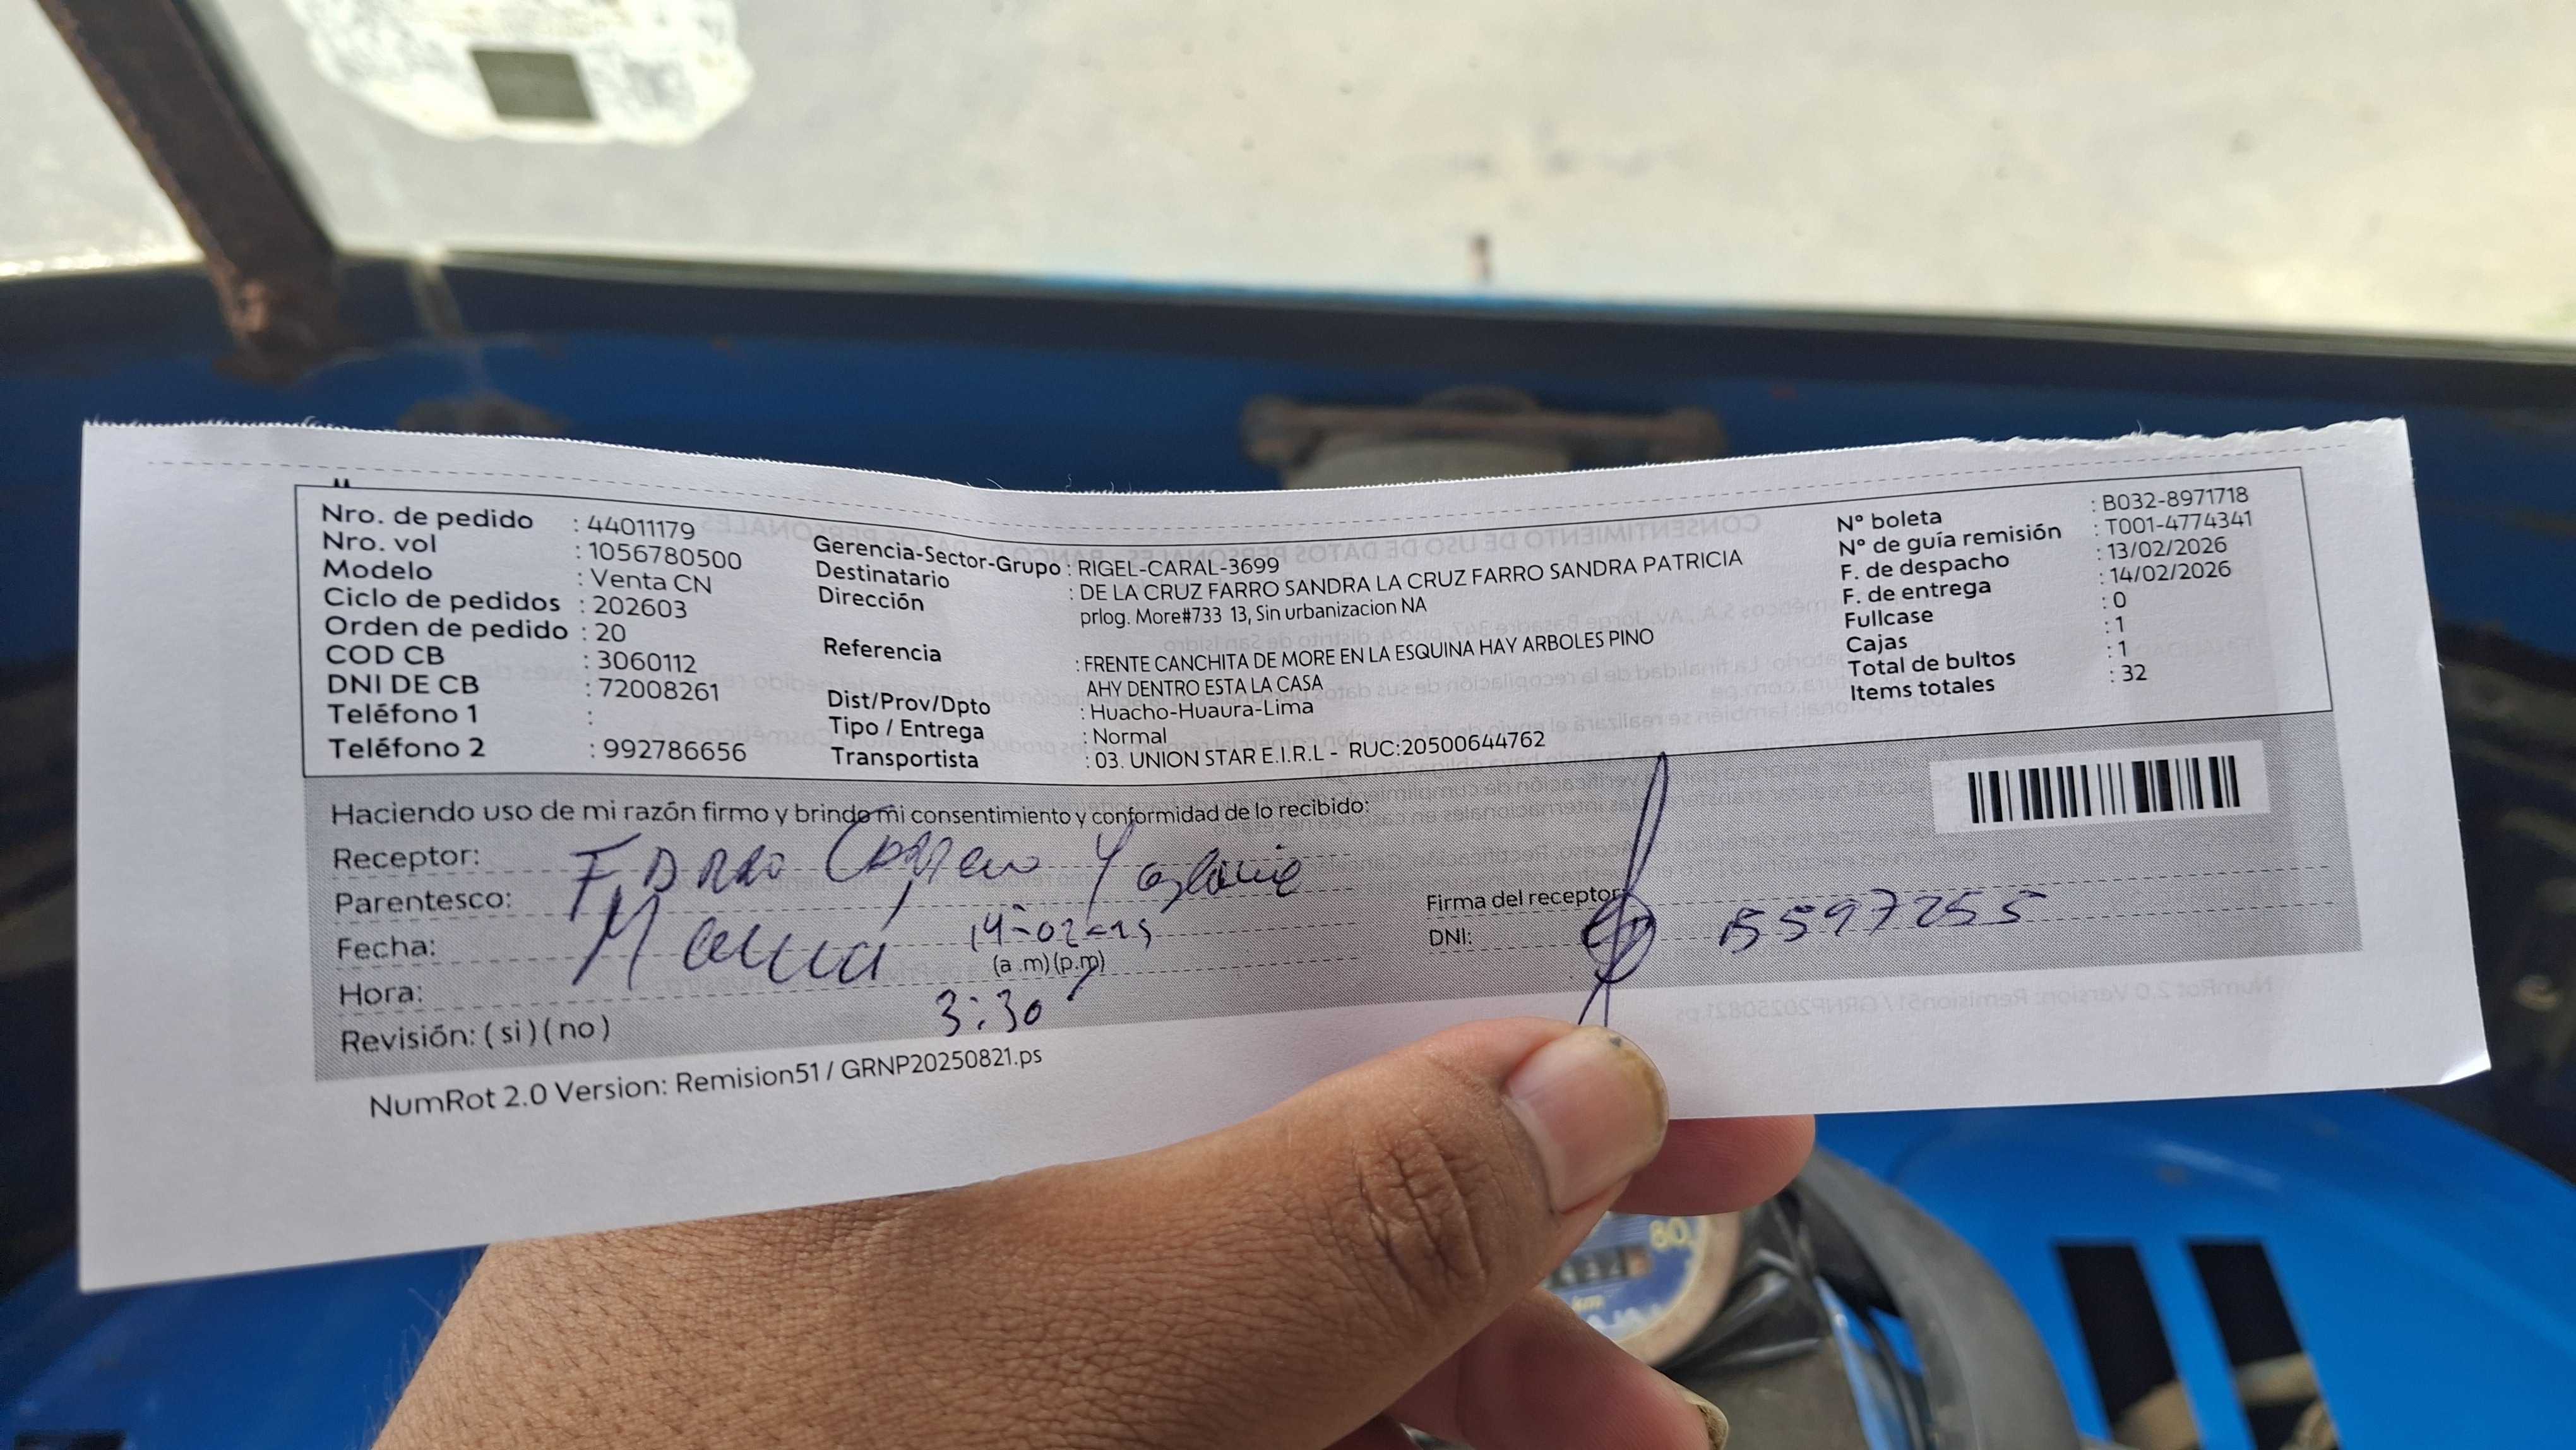 Nro. de pedido : 44011179
Nro. vol : 1056780500
Modelo : Venta CN
Ciclo de pedidos : 202603
Orden de pedido : 20
COD CB : 3060112
DNI DE CB : 72008261
Teléfono 1 :
Teléfono 2 : 992786656
Gerencia-Sector-Grupo : RIGEL-CARAL-3699
Destinatario : DE LA CRUZ FARRO SANDRA LA CRUZ FARRO SANDRA PATRICIA
Dirección prlog. More#733 13, Sin urbanizacion NA
Referencia : FRENTE CANCHITA DE MORE EN LA ESQUINA HAY ARBOLES PINO
AHY DENTRO ESTA LA CASA
Dist/Prov/Dpto : Huacho-Huaura-Lima
Tipo / Entrega : Normal
Transportista : 03. UNION STAR E.I.R.L - RUC:20500644762
N° boleta : B032-8971718
N° de guía remisión : T001-4774341
F. de despacho : 13/02/2026
F. de entrega : 14/02/2026
Fullcase : 0
Cajas : 1
Total de bultos : 1
Items totales : 32
Haciendo uso de mi razón firmo y brindo mi consentimiento y conformidad de lo recibido:
Receptor: Farro
Parentesco: Mamá
Fecha: 14-02-
(a.m)(p.m)
Hora: 3:30
Revisión: (si)(no)
Firma del receptor:
DNI: 15597255
NumRot 2.0 Version: Remision51 / GRNP20250821.ps
80